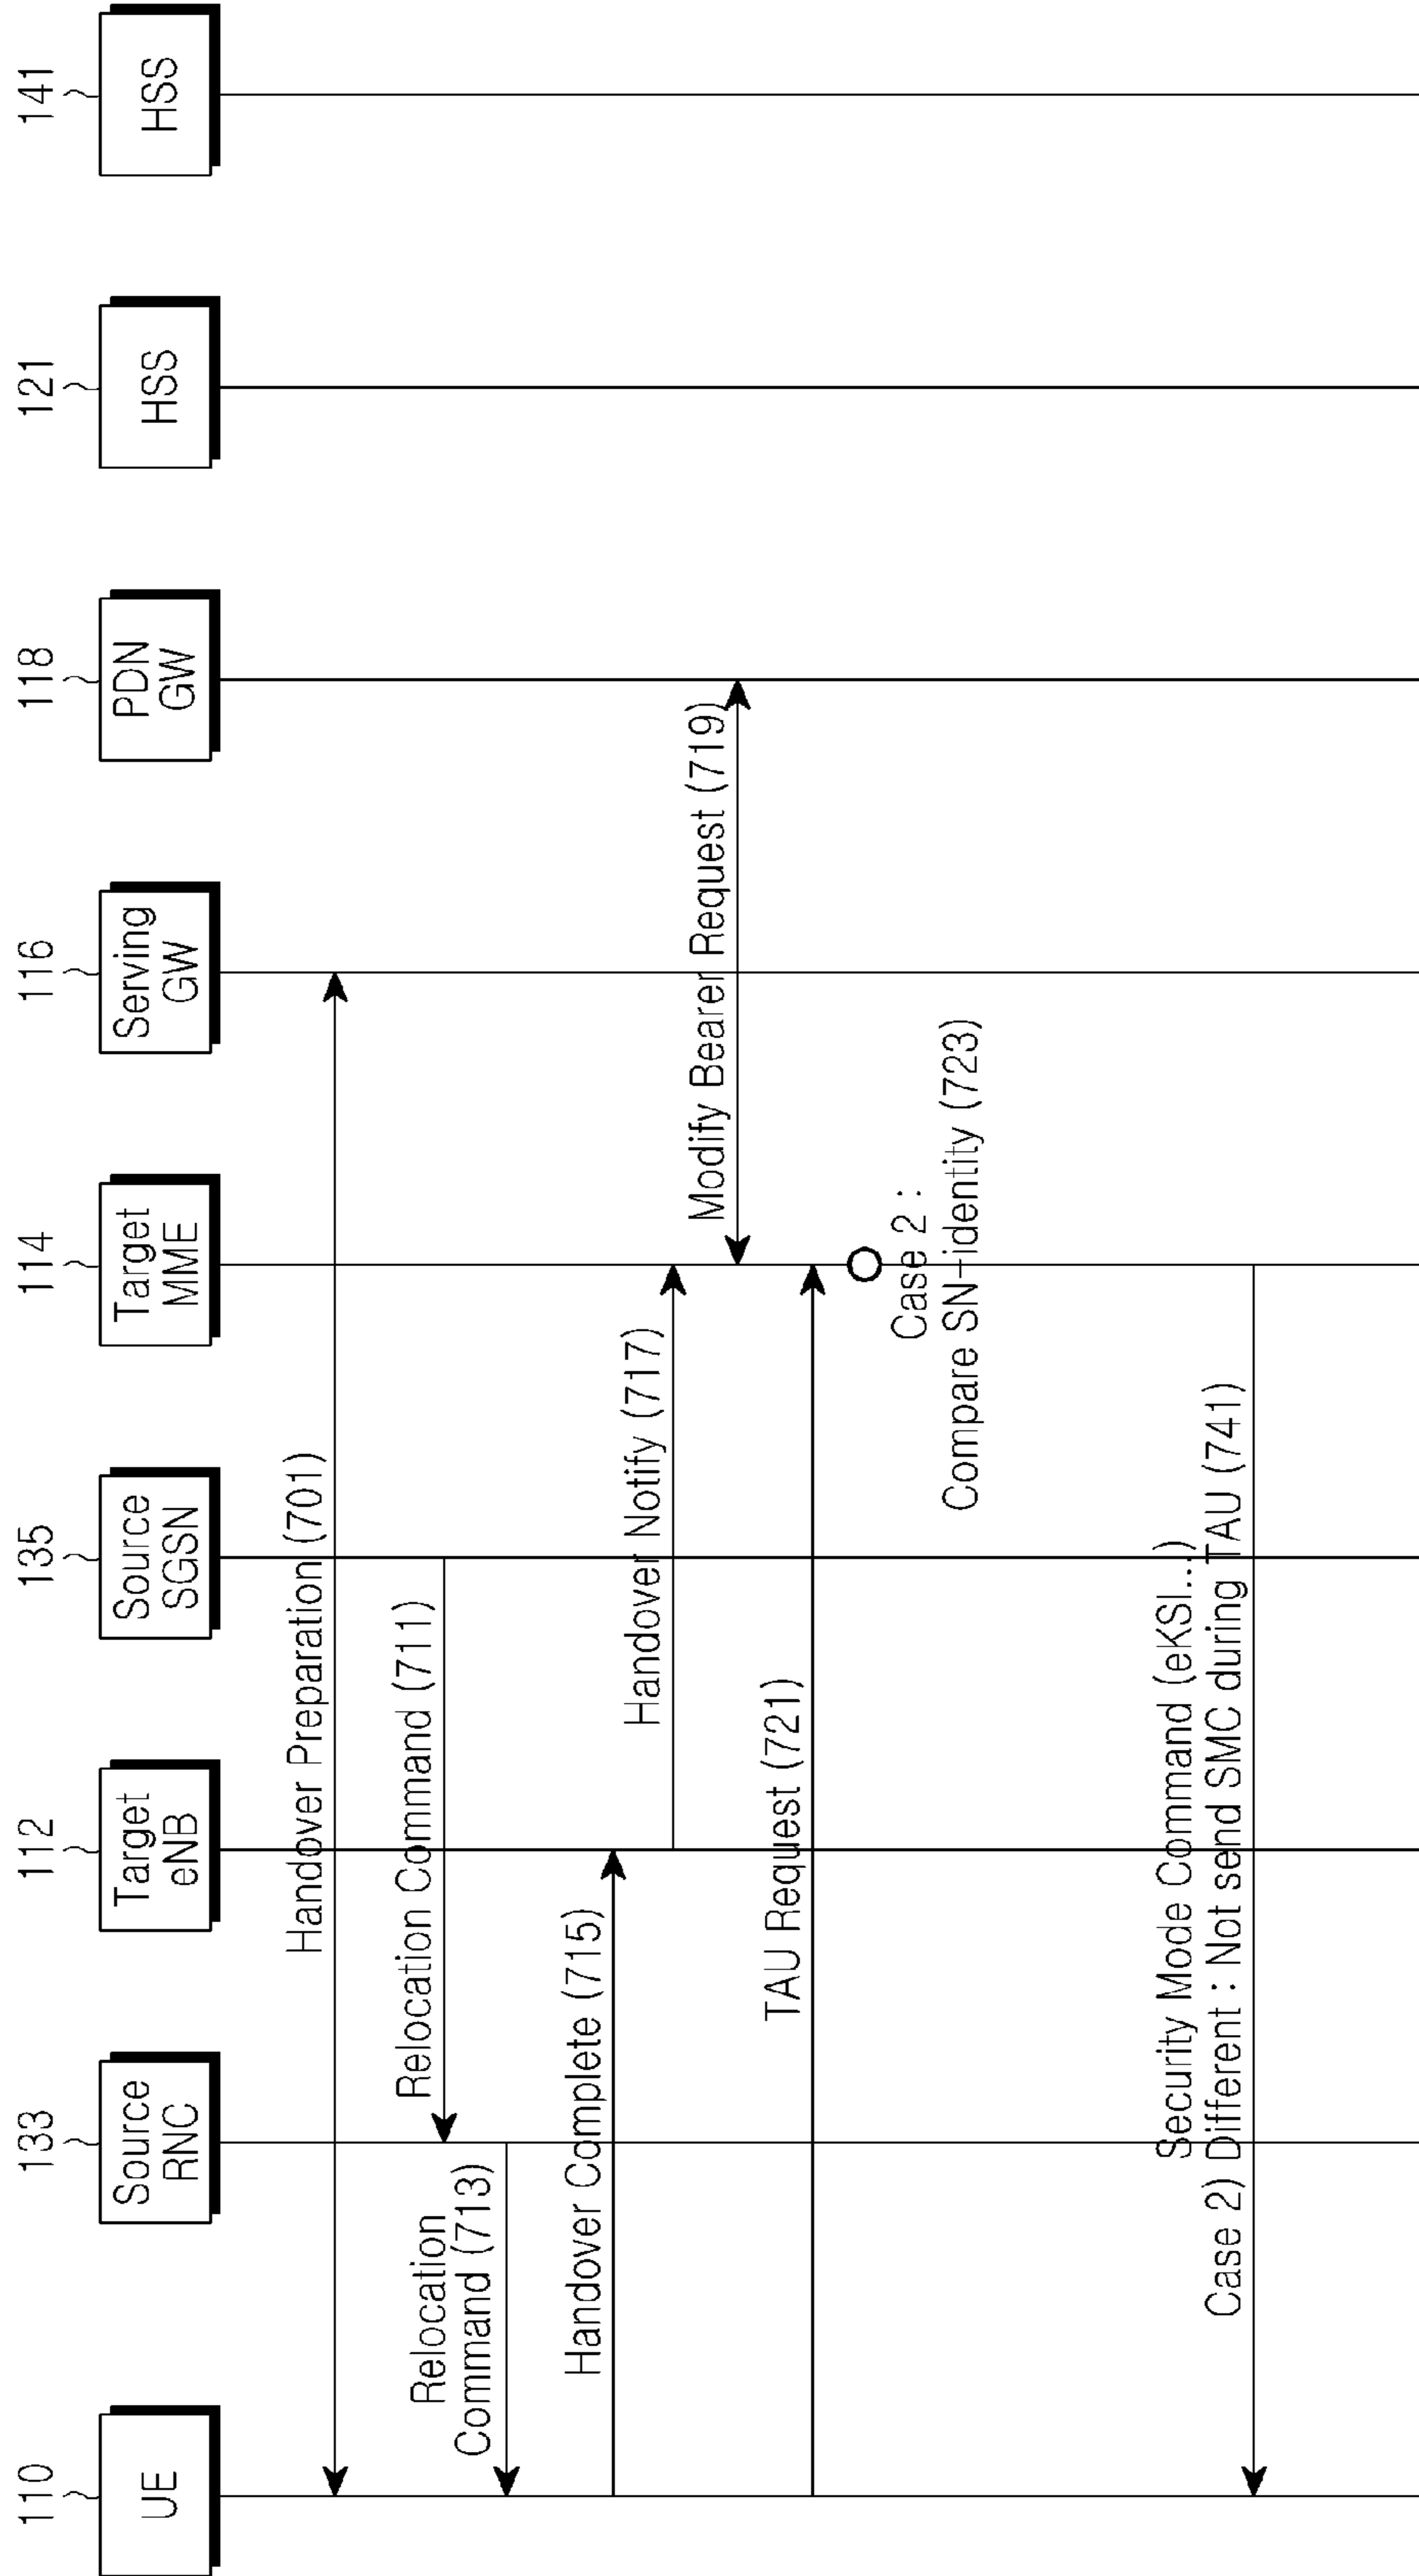 110
133
112
135
114
116
118
121
141
UE
Source
RNC
Target
eNB
Source
SGSN
Target
MME
Serving
GW
PDN
GW
HSS
HSS
Handover Preparation (701)
Relocation Command (711)
Relocation
Command (713)
Handover Complete (715)
Handover Notify (717)
Modify Bearer Request (719)
TAU Request (721)
Case 2 :
Compare SN-identity (723)
Security Mode Command (eKSI...)
Case 2) Different : Not send SMC during TAU (741)